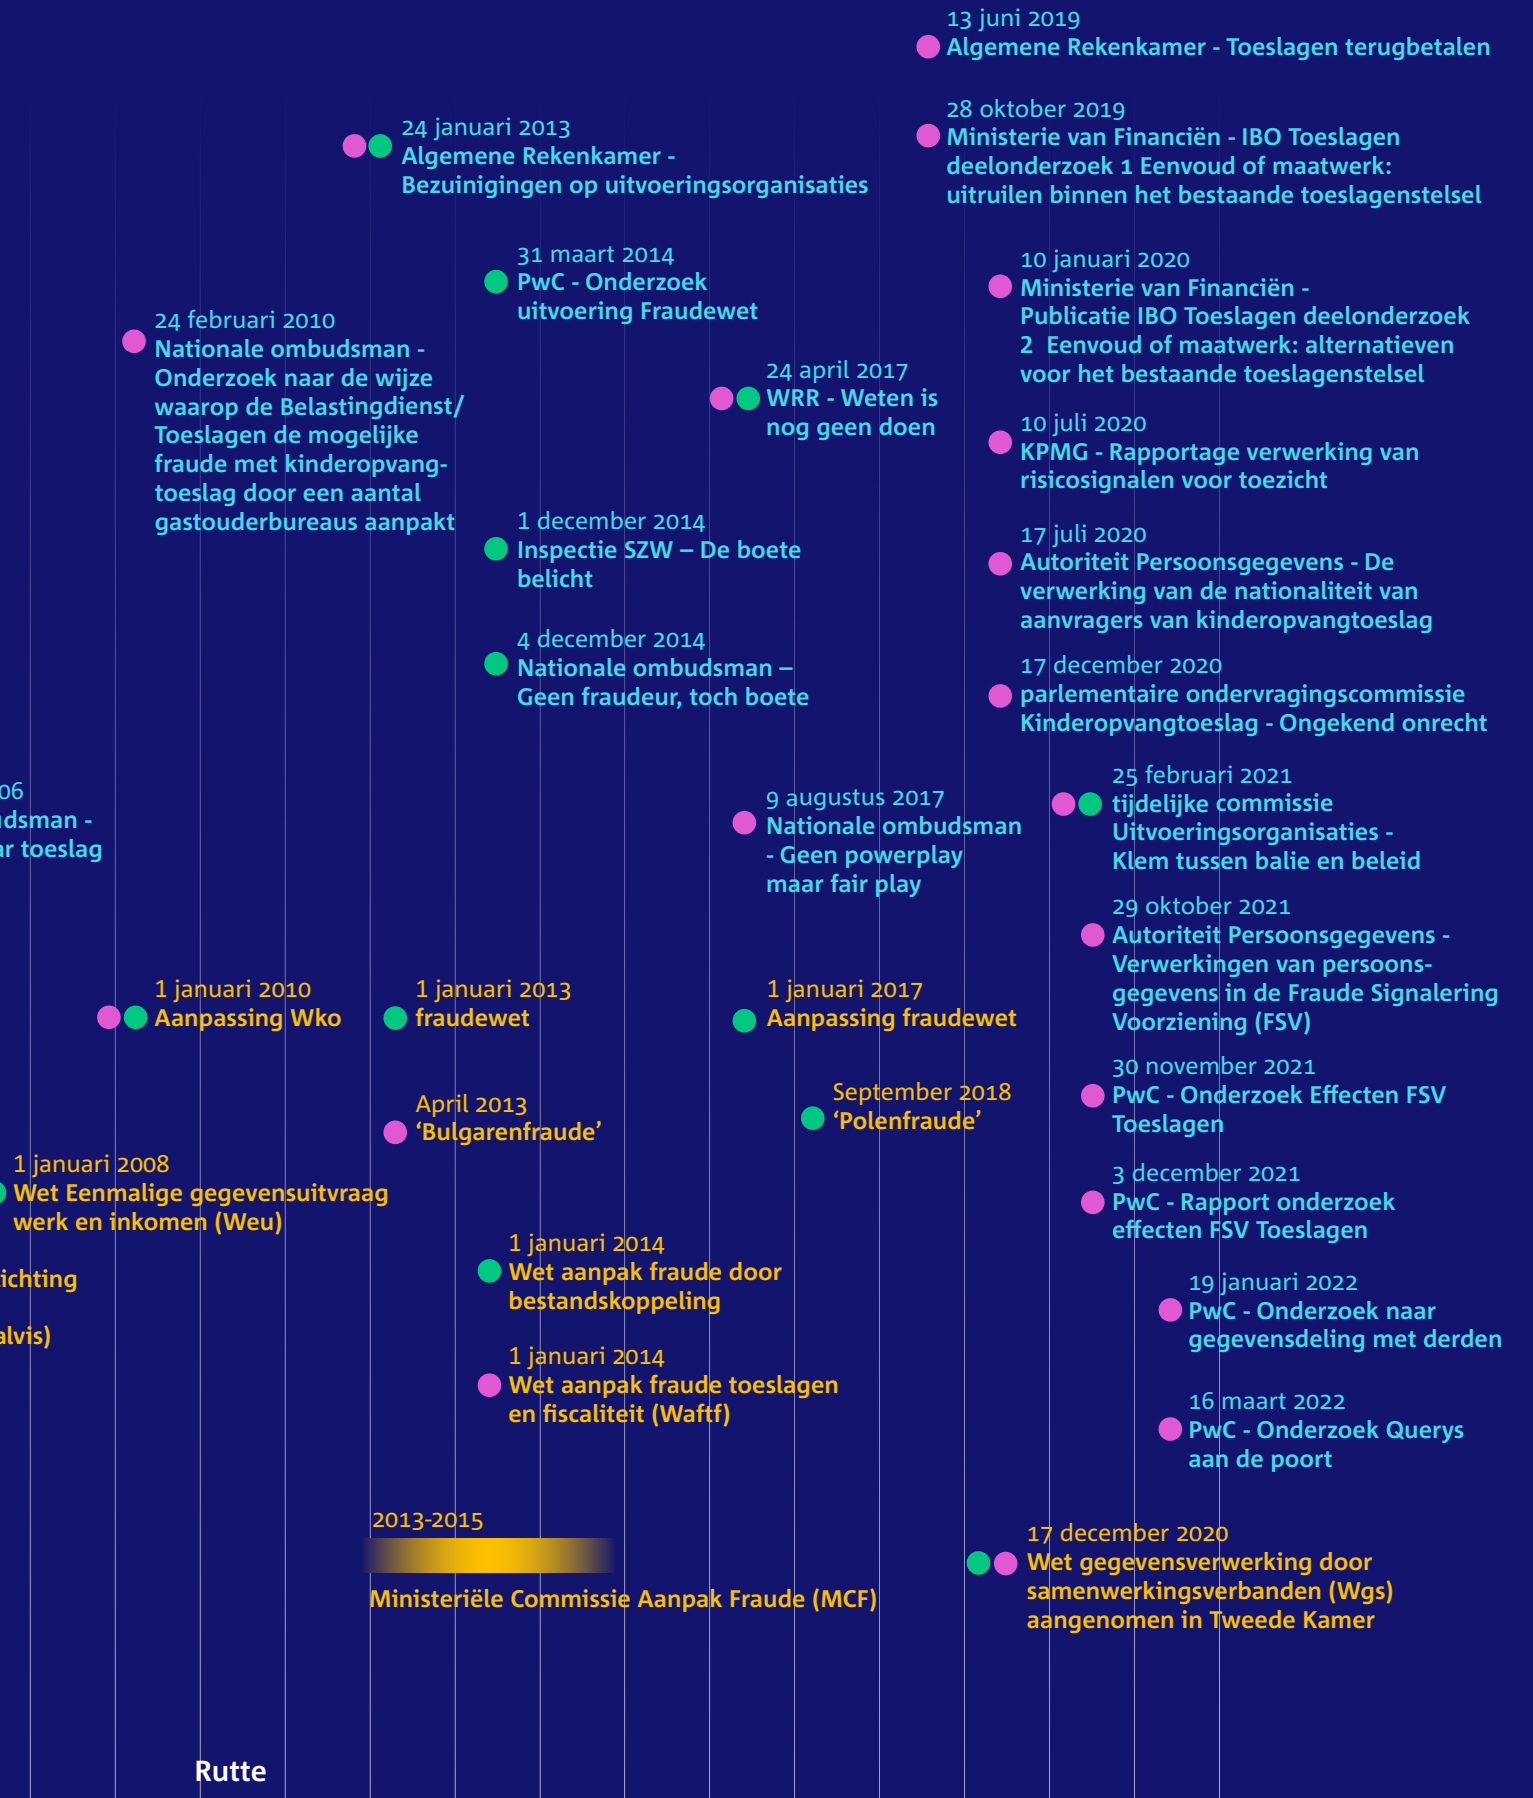 13 juni 2019
Algemene Rekenkamer - Toeslagen terugbetalen
28 oktober 2019
Ministerie van Financiën - IBO Toeslagen
deelonderzoek 1 Eenvoud of maatwerk:
uitruilen binnen het bestaande toeslagenstelsel
24 januari 2013
Algemene Rekenkamer -
Bezuinigingen op uitvoeringsorganisaties
31 maart 2014
PwC - Onderzoek
uitvoering Fraudewet
10 januari 2020
Ministerie van Financiën -
Publicatie IBO Toeslagen deelonderzoek
2 Eenvoud of maatwerk: alternatieven
voor het bestaande toeslagenstelsel
24 februari 2010
Nationale ombudsman -
Onderzoek naar de wijze
waarop de Belastingdienst/
Toeslagen de mogelijke
fraude met kinderopvang-
toeslag door een aantal
gastouderbureaus aanpakt
24 april 2017
WRR - Weten is
nog geen doen
10 juli 2020
KPMG - Rapportage verwerking van
risicosignalen voor toezicht
1 december 2014
Inspectie SZW – De boete
belicht
17 juli 2020
Autoriteit Persoonsgegevens - De
verwerking van de nationaliteit van
aanvragers van kinderopvangtoeslag
4 december 2014
Nationale ombudsman –
Geen fraudeur, toch boete
17 december 2020
parlementaire ondervragingscommissie
Kinderopvangtoeslag - Ongekend onrecht
06
dsman -
r toeslag
9 augustus 2017
Nationale ombudsman
- Geen powerplay
maar fair play
25 februari 2021
tijdelijke commissie
Uitvoeringsorganisaties -
Klem tussen balie en beleid
29 oktober 2021
Autoriteit Persoonsgegevens -
Verwerkingen van persoons-
gegevens in de Fraude Signalering
Voorziening (FSV)
1 januari 2010
Aanpassing Wko
1 januari 2013
fraudewet
1 januari 2017
Aanpassing fraudewet
30 november 2021
PwC - Onderzoek Effecten FSV
Toeslagen
April 2013
‘Bulgarenfraude’
September 2018
‘Polenfraude’
1 januari 2008
Wet Eenmalige gegevensuitvraag
werk en inkomen (Weu)
3 december 2021
PwC - Rapport onderzoek
effecten FSV Toeslagen
ichting
alvis)
1 januari 2014
Wet aanpak fraude door
bestandskoppeling
19 januari 2022
PwC - Onderzoek naar
gegevensdeling met derden
1 januari 2014
Wet aanpak fraude toeslagen
en fiscaliteit (Waftf)
16 maart 2022
PwC - Onderzoek Querys
aan de poort
2013-2015
Ministeriële Commissie Aanpak Fraude (MCF)
17 december 2020
Wet gegevensverwerking door
samenwerkingsverbanden (Wgs)
aangenomen in Tweede Kamer
Rutte